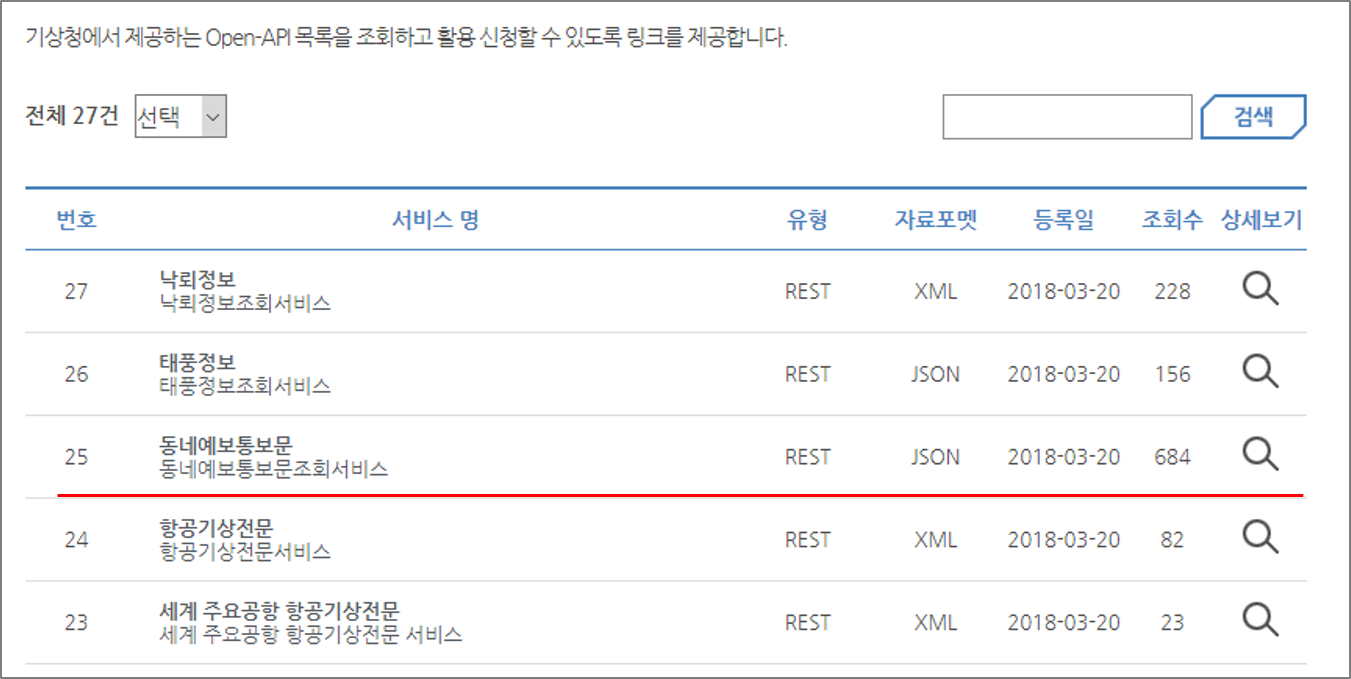 기상청에서 제공하는 Open-API 목록을 조회하고 활용 신청할 수 있도록 링크를 제공합니다.
전체 27건 선택 검색
번호 서비스 명 유형 자료포멧 등록일 조회수 상세보기
낙뢰정보
27 낙뢰정보조회서비스 REST XML 2018-03-20 228
태풍정보
26 태풍정보조회서비스 REST JSON 2018-03-20 156
동네예보통보문
25 동네예보통보문조회서비스 REST JSON 2018-03-20 684
항공기상전문
24 항공기상전문서비스 REST XML 2018-03-20 82
세계 주요공항 항공기상전문
23 세계 주요공항 항공기상전문 서비스 REST XML 2018-03-20 23